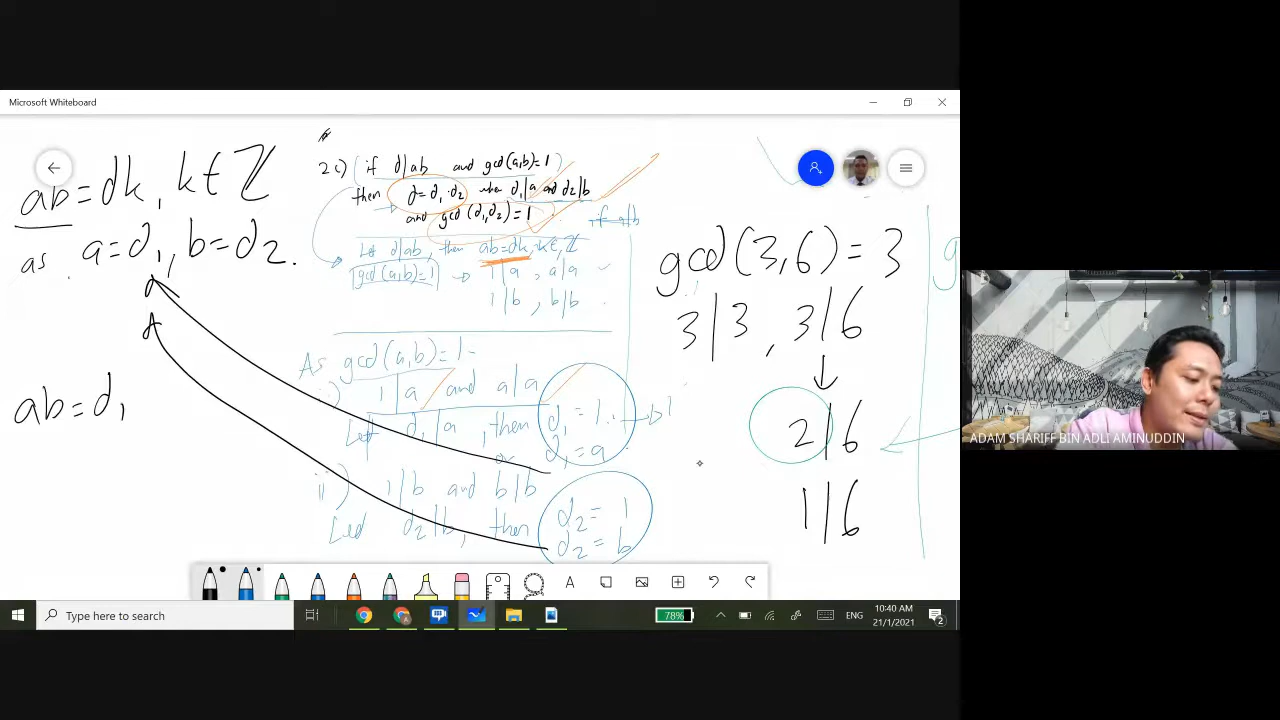 Microsoft Whiteboard
ab=dk, k∈ℤ
as a=d₁, b=d₂.
ab=d₁
2c) (if d|ab and gcd(a,b)=1)
then d=d₁·d₂ when d₁|a and d₂|b
and gcd(d₁,d₂)=1
if a|b
Let d|ab, then ab=dk, k∈ℤ
gcd(a,b)=1 → 1|a, a|a
1|b, b|b
As gcd(a,b)=1
i) 1|a and a|a
Let d₁|a, then d₁=1
or d₁=a
ii) 1|b and b|b
Let d₂|b, then d₂=1
d₂=b
gcd(3,6)=3
3|3, 3|6
↓
2|6
1|6
g
ADAM SHARIFF BIN ADLI AMINUDDIN
Type here to search
78%
ENG
10:40 AM
21/1/2021
2